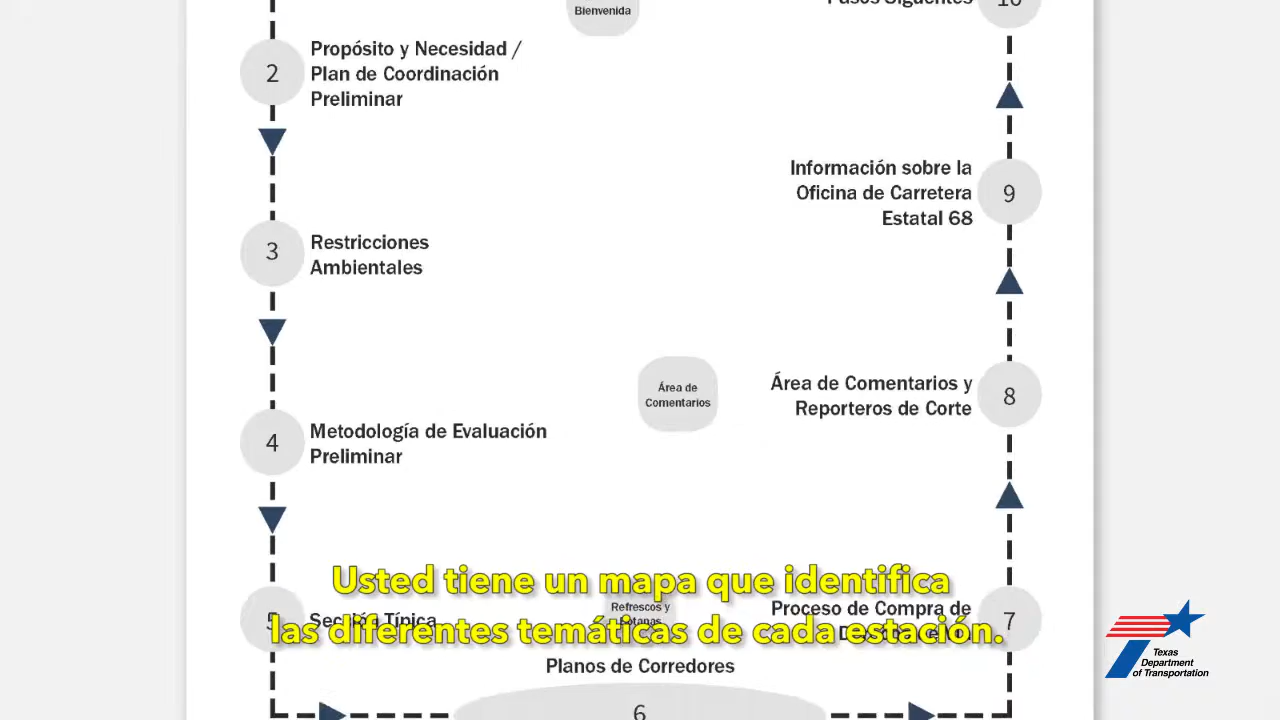 Bienvenida
10
2
Propósito y Necesidad /
Plan de Coordinación
Preliminar
Información sobre la
Oficina de Carretera
Estatal 68
9
3
Restricciones
Ambientales
Área de
Comentarios
Área de Comentarios y
Reporteros de Corte
8
4
Metodología de Evaluación
Preliminar
Usted tiene un mapa que identifica
las diferentes temáticas de cada estación.
5
Sección Típica
Refrescos y
Proceso de Compra de
7
Planos de Corredores
6
Texas
Department
of Transportation